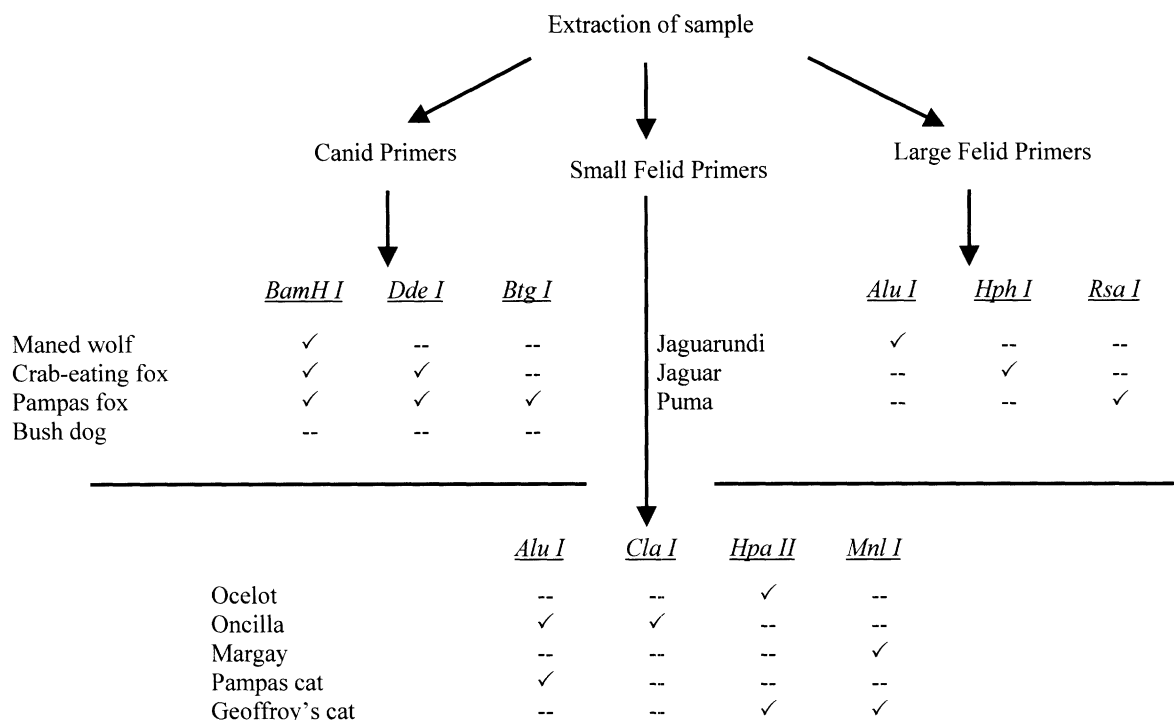 Extraction of sample
Canid Primers
Small Felid Primers
Large Felid Primers
BamH I Dde I Btg I
Maned wolf ✓ -- --
Crab-eating fox ✓ ✓ --
Pampas fox ✓ ✓ ✓
Bush dog -- -- --
Alu I Hph I Rsa I
Jaguarundi ✓ -- --
Jaguar -- ✓ --
Puma -- -- ✓
Alu I Cla I Hpa II Mnl I
Ocelot -- -- ✓ --
Oncilla ✓ ✓ -- --
Margay -- -- -- ✓
Pampas cat ✓ -- -- --
Geoffroy's cat -- -- ✓ ✓